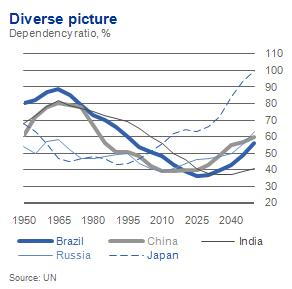 Diverse picture
Dependency ratio, %
110
100
90
80
70
60
50
40
30
20
1950 1965 1980 1995 2010 2025 2040
Brazil China India
Russia Japan
Source: UN